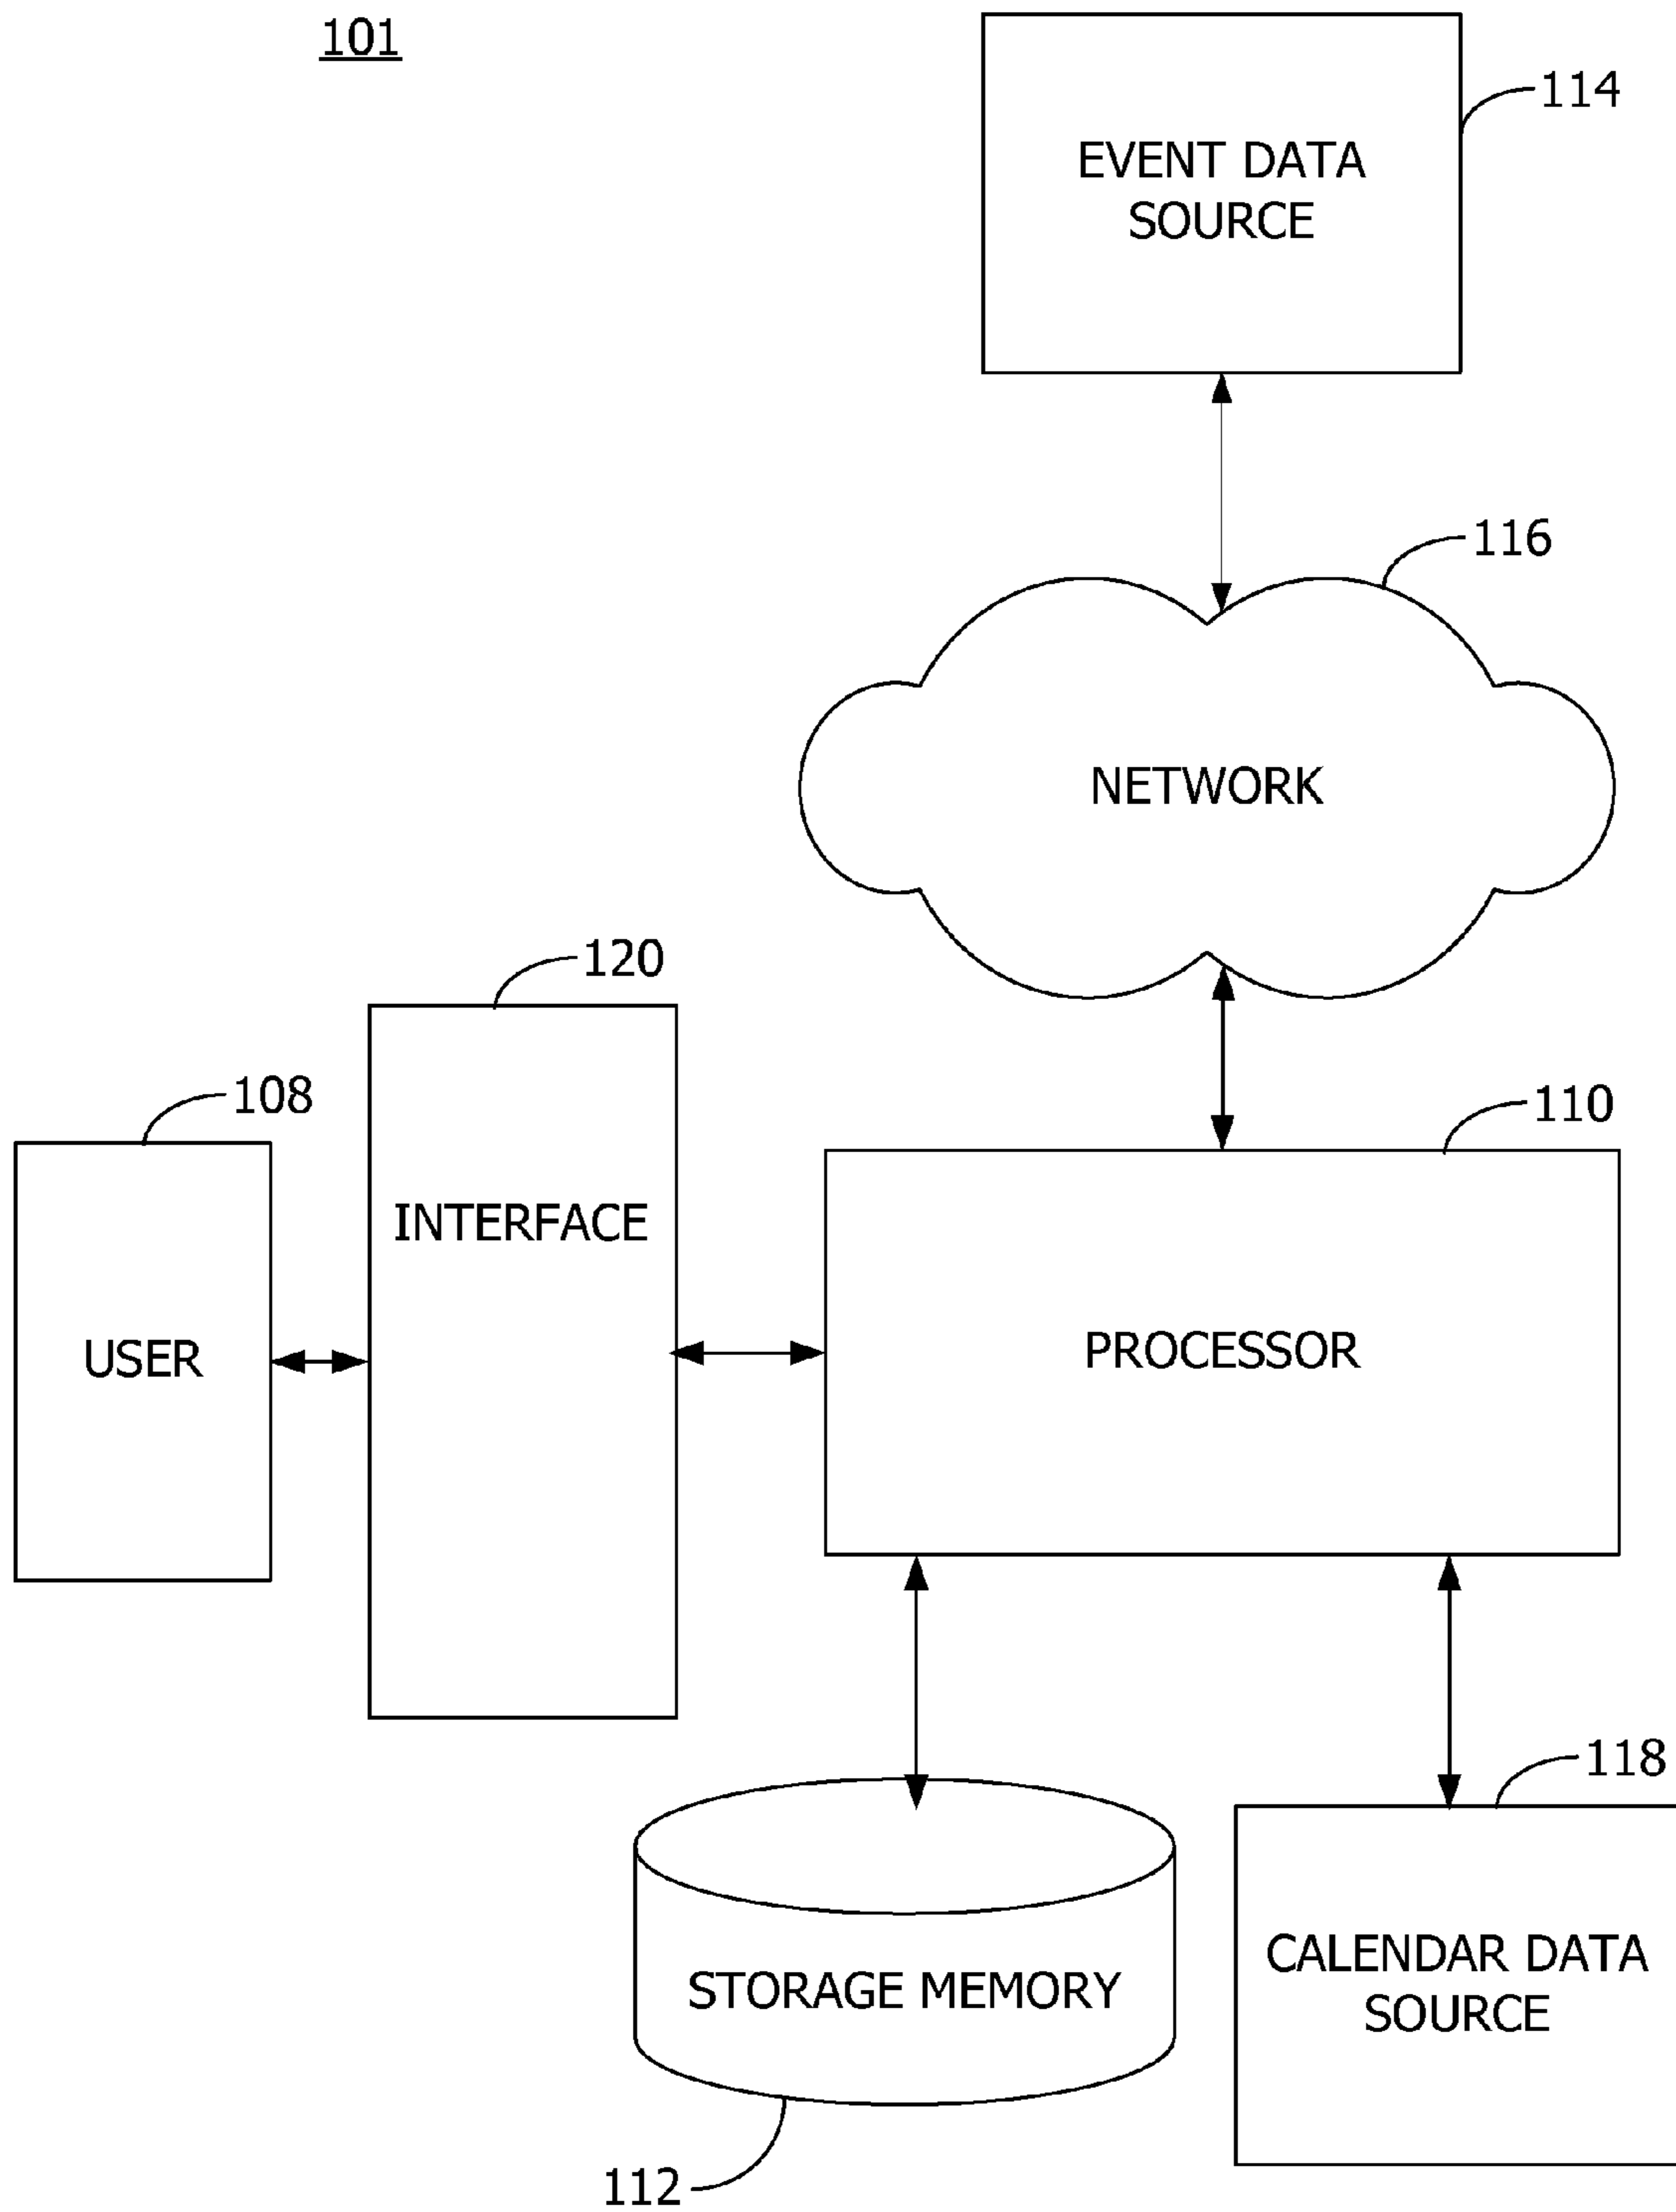 101
114
EVENT DATA
SOURCE
116
NETWORK
120
108
110
INTERFACE
USER
PROCESSOR
118
CALENDAR DATA
SOURCE
STORAGE MEMORY
112